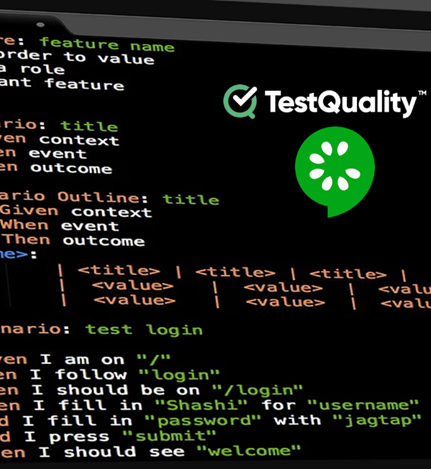 re: feature name
order to value
a role
ant feature
TestQuality™
ario: title
ven context
en event
en outcome
ario Outline: title
Given context
When event
Then outcome
me>:
| <title> | <title> | <title> |
| <value> | <value> | <valu
| <value> | <value> | <valu
nario: test login
ven I am on "/"
en I follow "login"
en I should be on "/login"
en I fill in "Shashi" for "username"
d I fill in "password" with "jagtap"
d I press "submit"
en I should see "welcome"